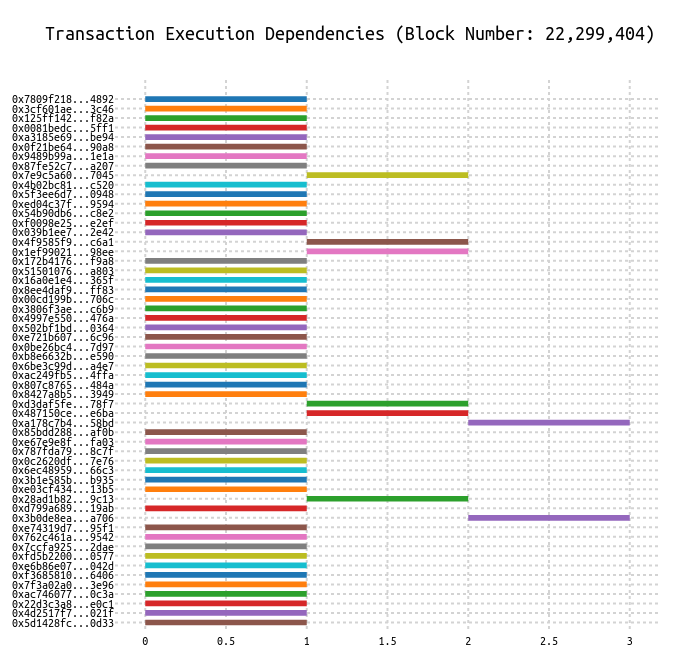 Transaction Execution Dependencies (Block Number: 22,299,404)
0x7809f218...4892
0x3cf601ae...3c46
0x125ff142...f82a
0x0081bedc...5ff1
0xa3185e69...be94
0x0f21be64...90a8
0x9489b99a...1e1a
0x87fe52c7...a207
0x7e9c5a60...7045
0x4b02bc81...c520
0x5f3ee6d7...0948
0xed04c37f...9594
0x54b90db6...c8e2
0xf0098e25...e2ef
0x039b1ee7...2e42
0x4f9585f9...c6a1
0x1ef99021...98ee
0x172b4176...f9a8
0x51501076...a803
0x16a0e1e4...365f
0x8ee4daf9...ff83
0x00cd199b...706c
0x3806f3ae...c6b9
0x4997e550...476a
0x502bf1bd...0364
0xe721b607...6c96
0x0be26bc4...7d97
0xb8e6632b...e590
0x6be3c99d...a4e7
0xac249fb5...4ffa
0x807c8765...484a
0x8427a8b5...3949
0xd3daf5fe...78f7
0x487150ce...e6ba
0xa178c7b4...58bd
0x85bdd288...af0b
0xe67e9e8f...fa03
0x787fda79...8c7f
0x0c2620df...7e76
0x6ec48959...66c3
0x3b1e585b...b935
0xe03cf434...13b5
0x28ad1b82...9c13
0xd799a689...19ab
0x3b0de8ea...a706
0xe74319d7...95f1
0x762c461a...9542
0x7ccfa925...2dae
0xfd5b2200...0577
0xe6b86e07...042d
0xf3685810...6406
0x7f3a02a0...3e96
0xac746077...0c3a
0x22d3c3a8...e0c1
0x4d2517f7...021f
0x5d1428fc...0d33
0 0.5 1 1.5 2 2.5 3